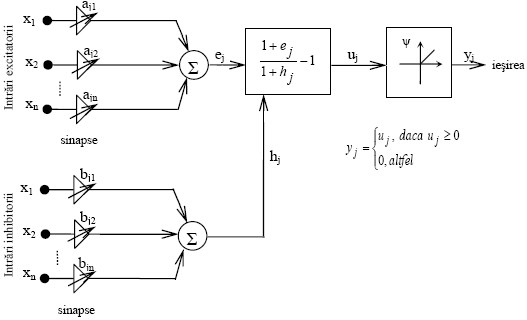 Intrări excitatorii
x1
aj1
x2
aj2
xn
ajn
sinapse
Σ
ej
1+ej
1+hj
−1
uj
ψ
yj
ieşirea
hj
yj = {uj, daca uj ≥ 0
0, altfel
Intrări inhibitorii
x1
bj1
x2
bj2
xn
bjn
sinapse
Σ